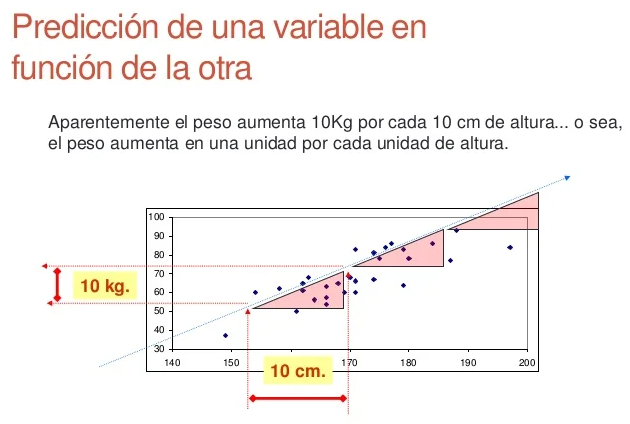 Predicción de una variable en
función de la otra
Aparentemente el peso aumenta 10Kg por cada 10 cm de altura... o sea,
el peso aumenta en una unidad por cada unidad de altura.
100
90
80
70
60
50
40
30
10 kg.
140 150 160 170 180 190 200
10 cm.